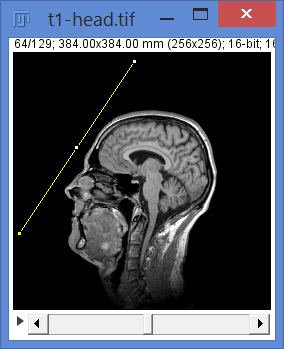 t1-head.tif
64/129; 384.00x384.00 mm (256x256); 16-bit; 16